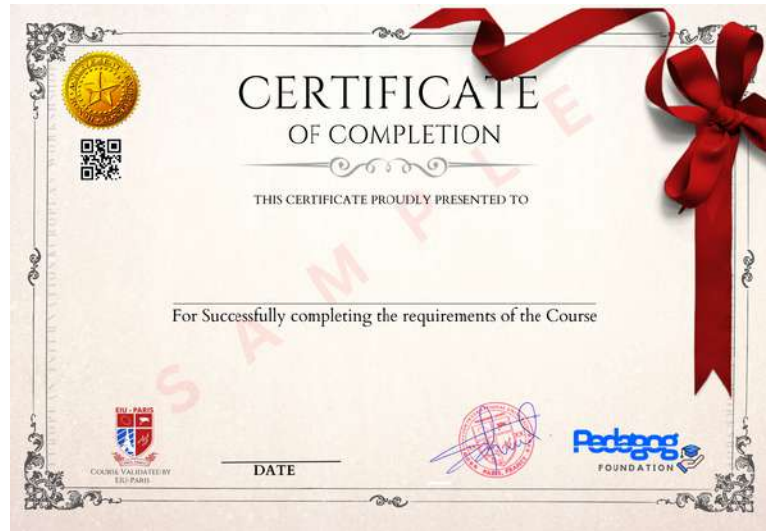 CERTIFICATE
OF COMPLETION
THIS CERTIFICATE PROUDLY PRESENTED TO
SAMPLE
For Successfully completing the requirements of the Course
EIU - PARIS
COURSE VALIDATED BY
EIU-PARIS
DATE
Pedagog
FOUNDATION